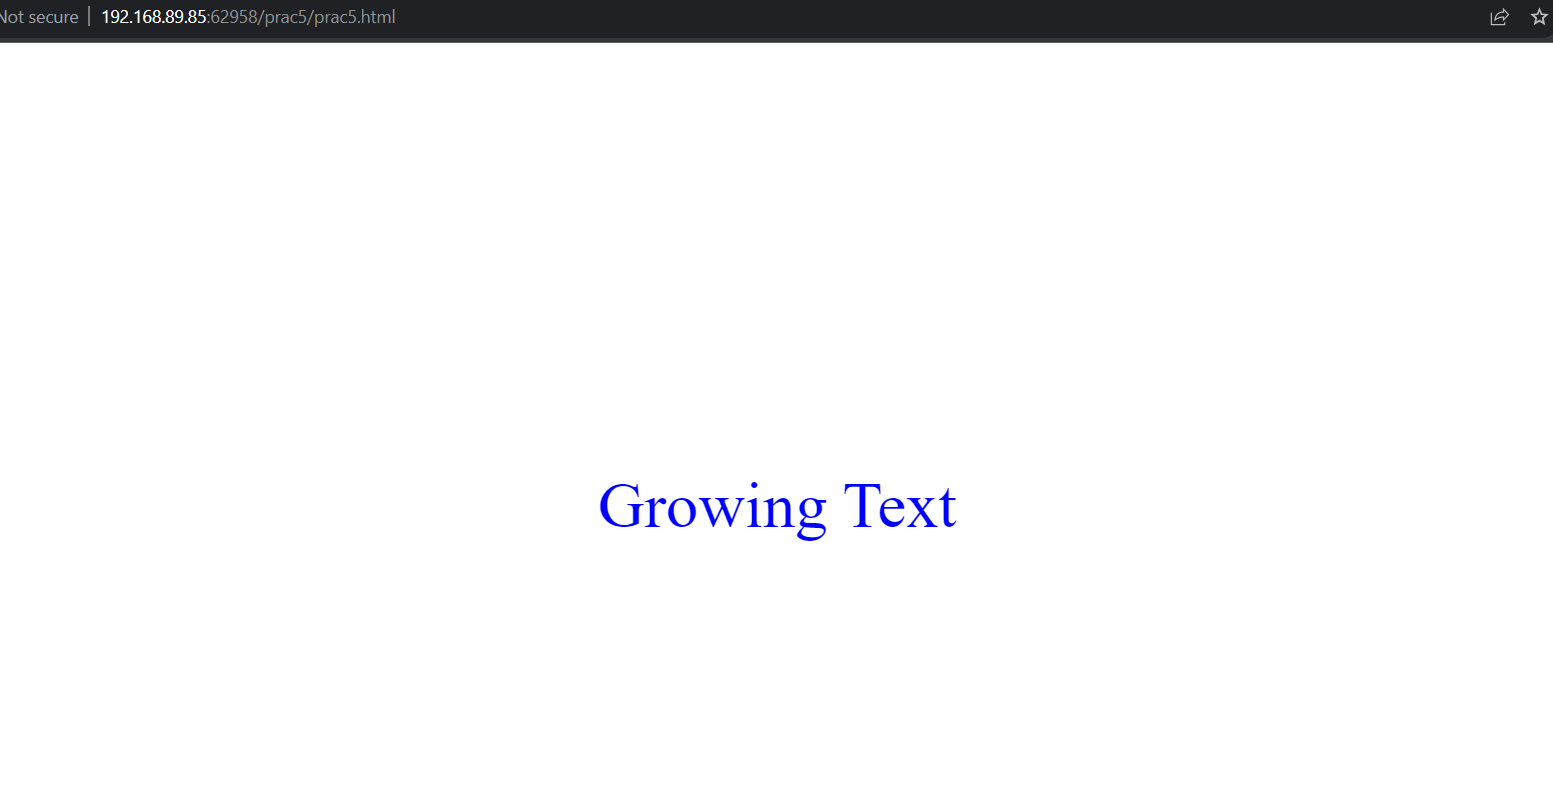 Not secure 192.168.89.85:62958/prac5/prac5.html
Growing Text